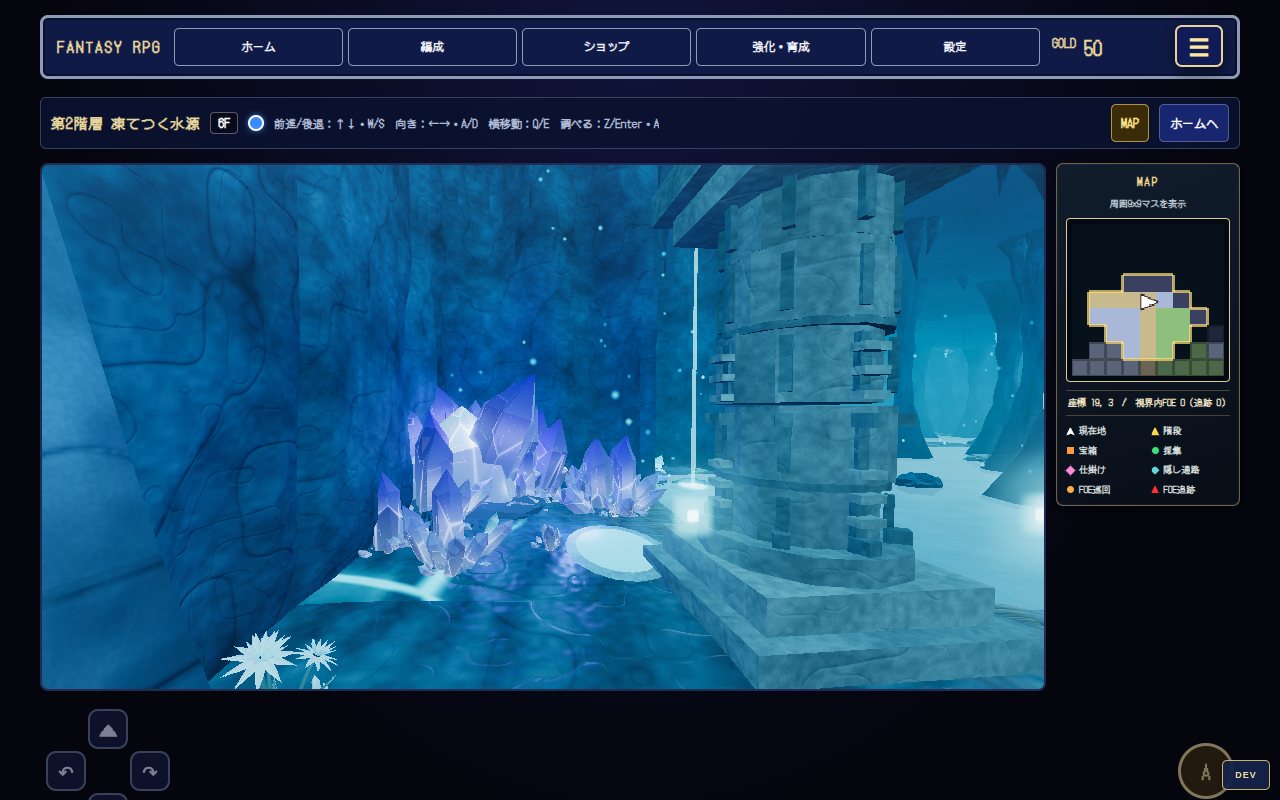 FANTASY RPG
ホーム
編成
ショップ
強化・育成
設定
GOLD 50
第2階層 凍てつく水源
6F
前進/後退：↑↓・W/S 向き：←→・A/D 横移動：Q/E 調べる：Z/Enter・A
MAP
ホームへ
MAP
周囲9x9マスを表示
座標 19, 3 / 視界内FOE 0 (追跡 0)
現在地
階段
宝箱
採集
仕掛け
隠し通路
FOE巡回
FOE追跡
A
DEV